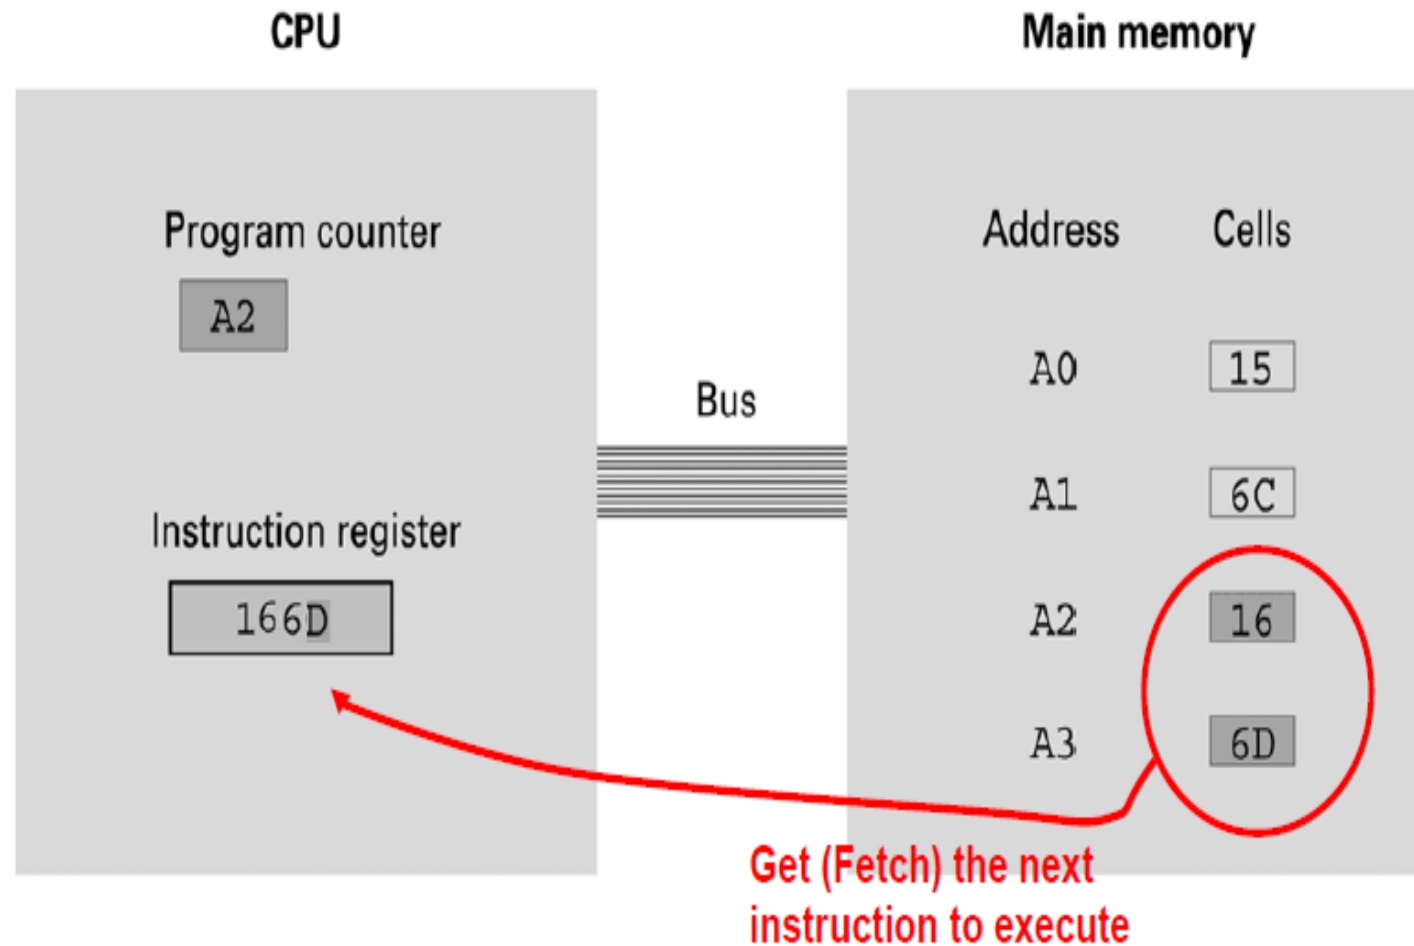 CPU
Main memory
Program counter
A2
Instruction register
166D
Bus
Address Cells
A0 15
A1 6C
A2 16
A3 6D
Get (Fetch) the next
instruction to execute